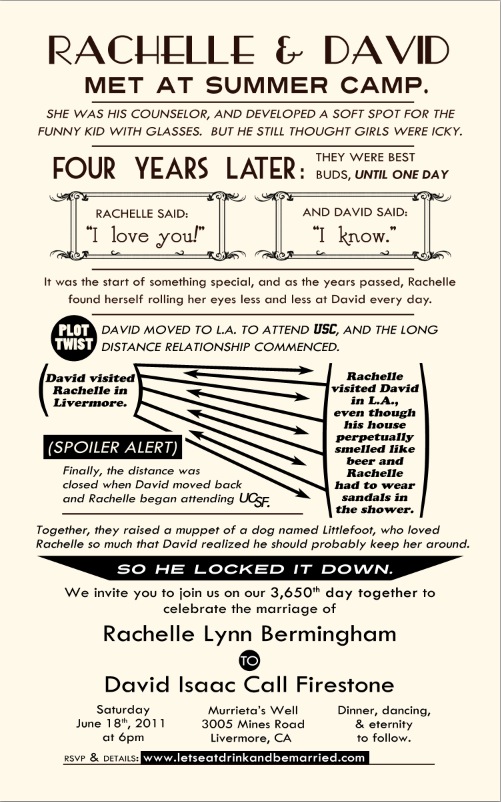 RACHELLE & DAVID
MET AT SUMMER CAMP.
SHE WAS HIS COUNSELOR, AND DEVELOPED A SOFT SPOT FOR THE
FUNNY KID WITH GLASSES. BUT HE STILL THOUGHT GIRLS WERE ICKY.
FOUR YEARS LATER:
THEY WERE BEST
BUDS, UNTIL ONE DAY
RACHELLE SAID:
"I love you!"
AND DAVID SAID:
"I know."
It was the start of something special, and as the years passed, Rachelle
found herself rolling her eyes less and less at David every day.
PLOT
TWIST
DAVID MOVED TO L.A. TO ATTEND USC, AND THE LONG
DISTANCE RELATIONSHIP COMMENCED.
David visited
Rachelle in
Livermore.
Rachelle
visited David
in L.A.,
even though
his house
perpetually
smelled like
beer and
Rachelle
had to wear
sandals in
the shower.
(SPOILER ALERT)
Finally, the distance was
closed when David moved back
and Rachelle began attending UCSF.
Together, they raised a muppet of a dog named Littlefoot, who loved
Rachelle so much that David realized he should probably keep her around.
SO HE LOCKED IT DOWN.
We invite you to join us on our 3,650th day together to
celebrate the marriage of
Rachelle Lynn Bermingham
TO
David Isaac Call Firestone
Saturday
June 18th, 2011
at 6pm
Murrieta's Well
3005 Mines Road
Livermore, CA
Dinner, dancing,
& eternity
to follow.
RSVP & DETAILS: www.letseatdrinkandbemarried.com